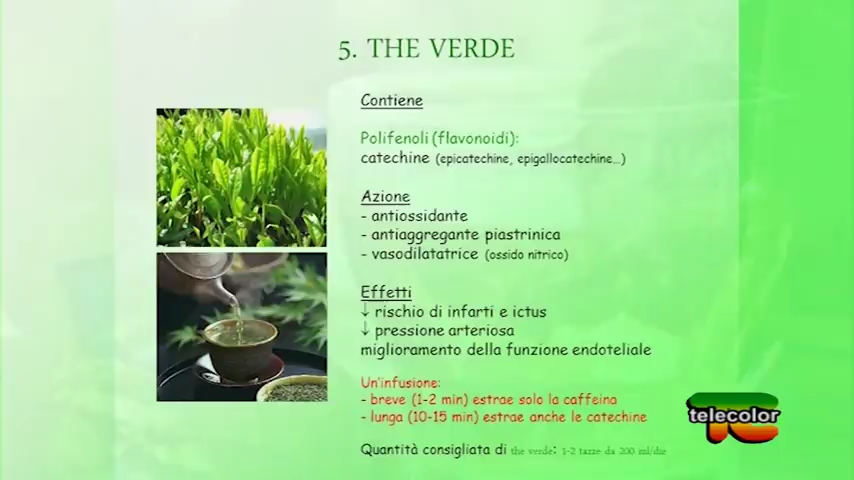 5. THE VERDE
Contiene
Polifenoli (flavonoidi):
catechine (epicatechine, epigallocatechine...)
Azione
- antiossidante
- antiaggregante piastrinica
- vasodilatatrice (ossido nitrico)
Effetti
↓ rischio di infarti e ictus
↓ pressione arteriosa
miglioramento della funzione endoteliale
Un'infusione:
- breve (1-2 min) estrae solo la caffeina
- lunga (10-15 min) estrae anche le catechine
telecolor
Quantità consigliata di the verde: 1-2 tazze da 200 ml/die